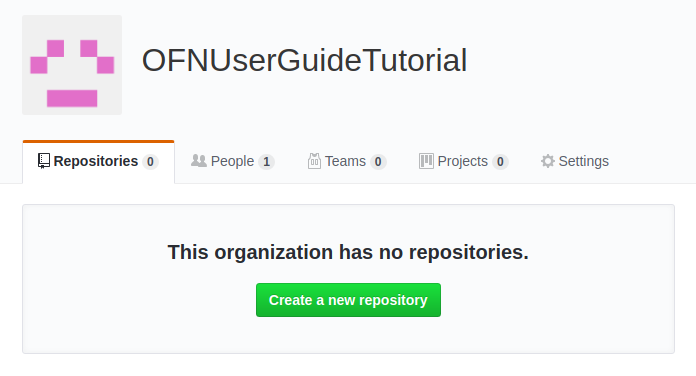 OFNUserGuideTutorial
Repositories 0 People 1 Teams 0 Projects 0 Settings
This organization has no repositories.
Create a new repository